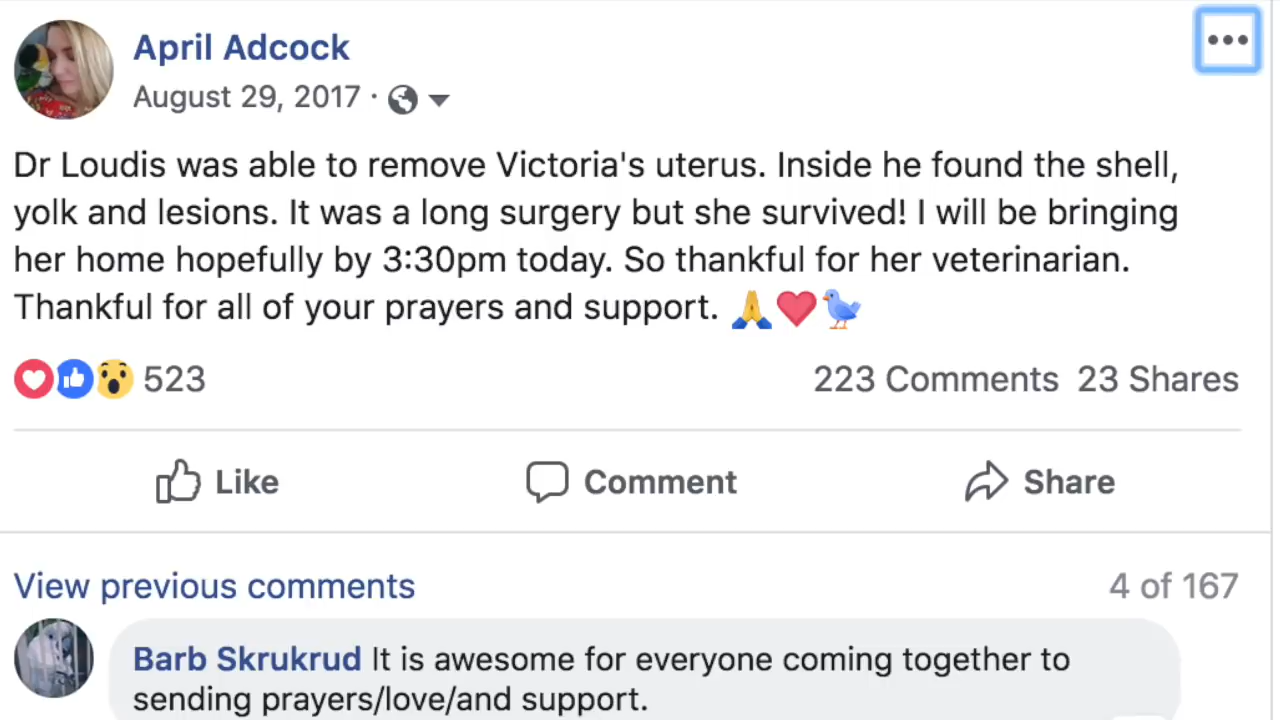 April Adcock
August 29, 2017 ·
Dr Loudis was able to remove Victoria's uterus. Inside he found the shell,
yolk and lesions. It was a long surgery but she survived! I will be bringing
her home hopefully by 3:30pm today. So thankful for her veterinarian.
Thankful for all of your prayers and support. 🙏❤️🐦
523
223 Comments 23 Shares
Like Comment Share
View previous comments 4 of 167
Barb Skrukrud It is awesome for everyone coming together to
sending prayers/love/and support.